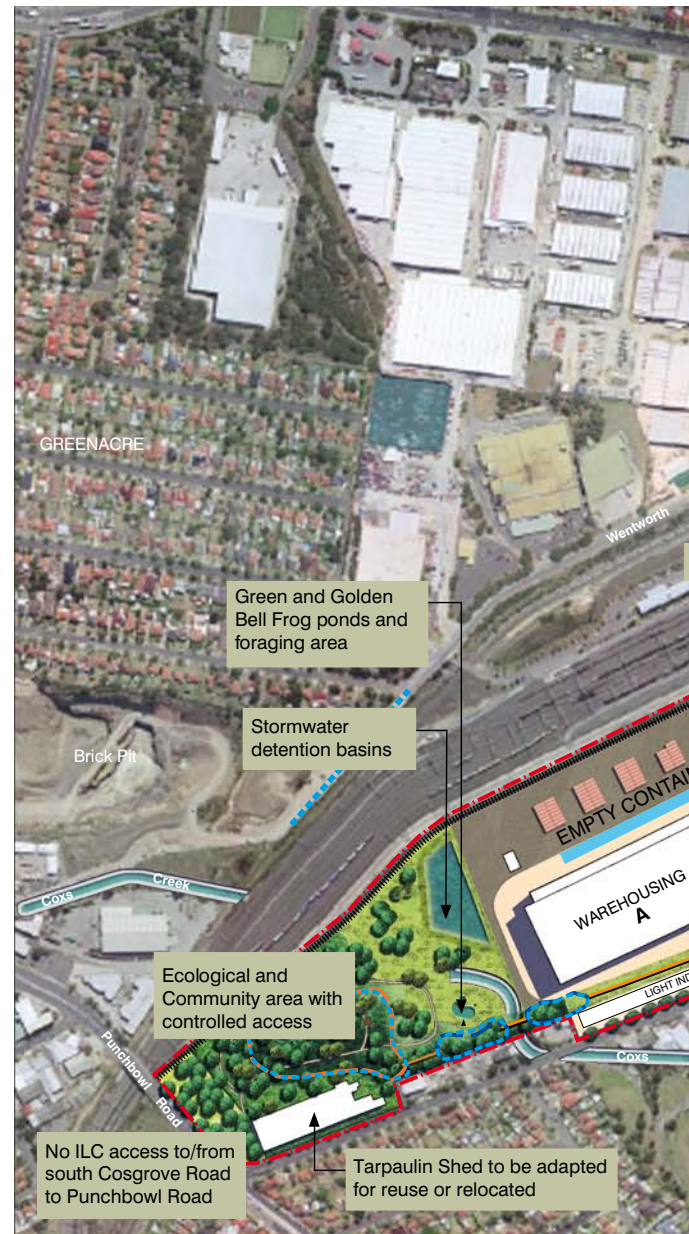 GREENACRE
Wentworth
Green and Golden
Bell Frog ponds and
foraging area
Stormwater
detention basins
Brick Pit
EMPTY CONTAI
WAREHOUSING
A
Coxs
Creek
LIGHT IND
Ecological and
Community area with
controlled access
Coxs
Punchbowl
Road
No ILC access to/from
south Cosgrove Road
to Punchbowl Road
Tarpaulin Shed to be adapted
for reuse or relocated